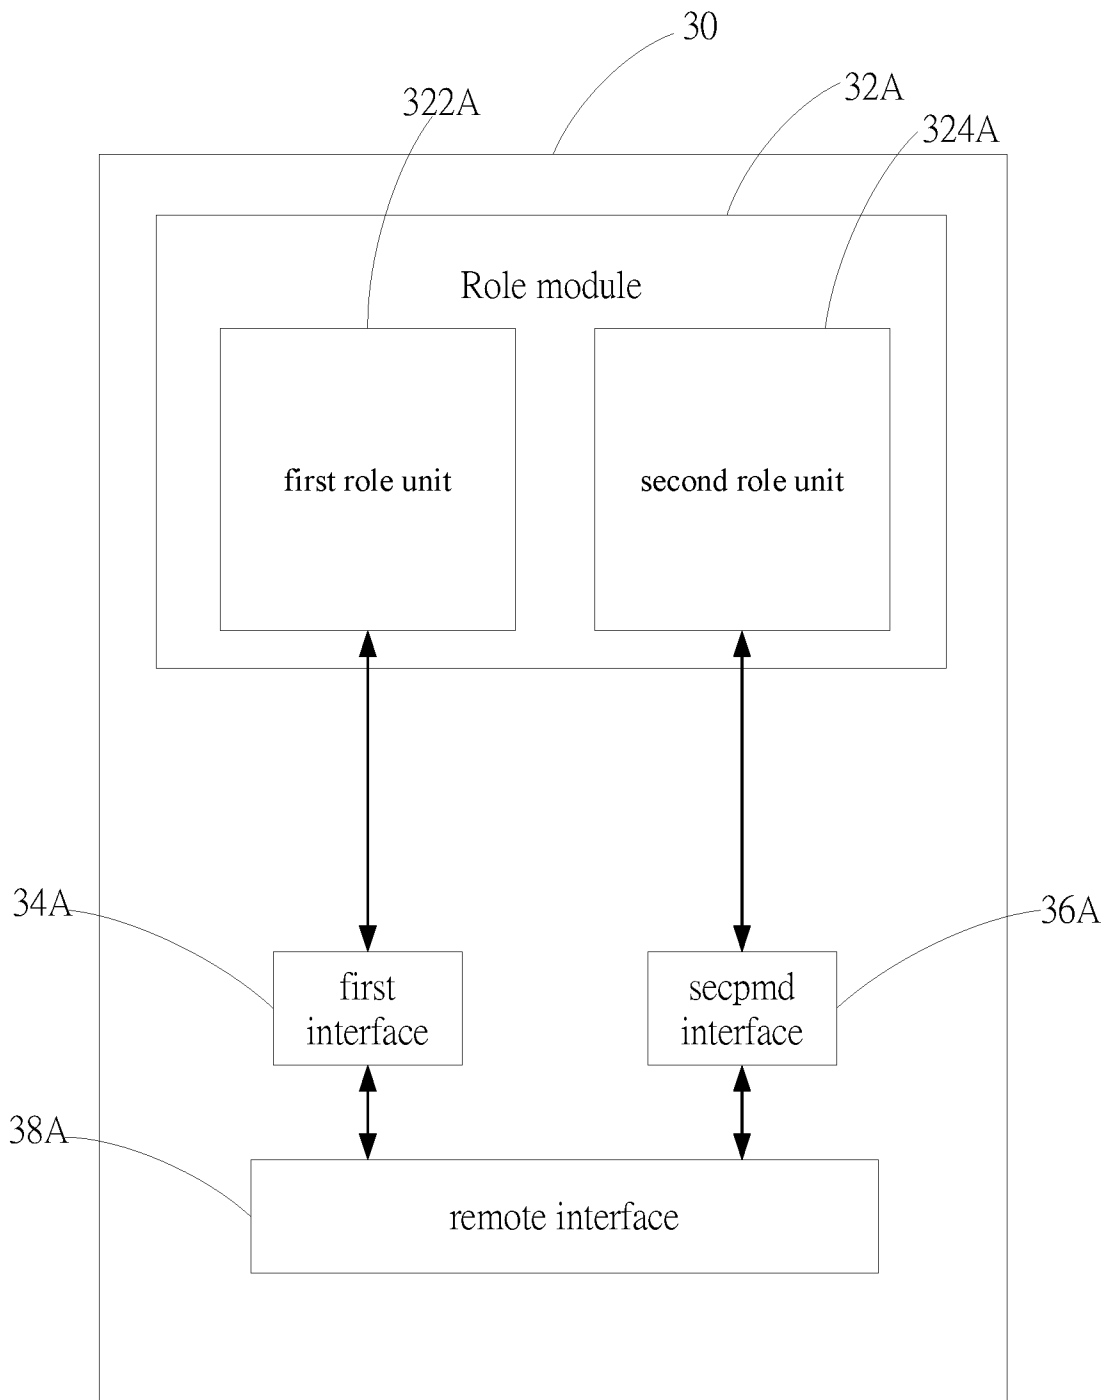 30
32A
322A
324A
Role module
first role unit
second role unit
34A
36A
first
interface
secpmd
interface
38A
remote interface